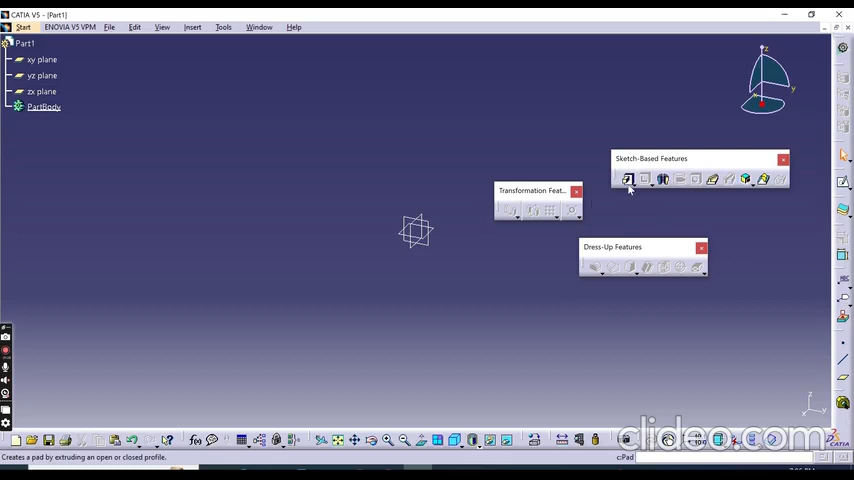 CATIA V5 - [Part1]
Start ENOVIA V5 VPM File Edit View Insert Tools Window Help
Part1
xy plane
yz plane
zx plane
PartBody
z
y
x
Sketch-Based Features
Transformation Feat...
Dress-Up Features
z
y
x
clideo.com
CATIA
Creates a pad by extruding an open or closed profile.
c:Pad